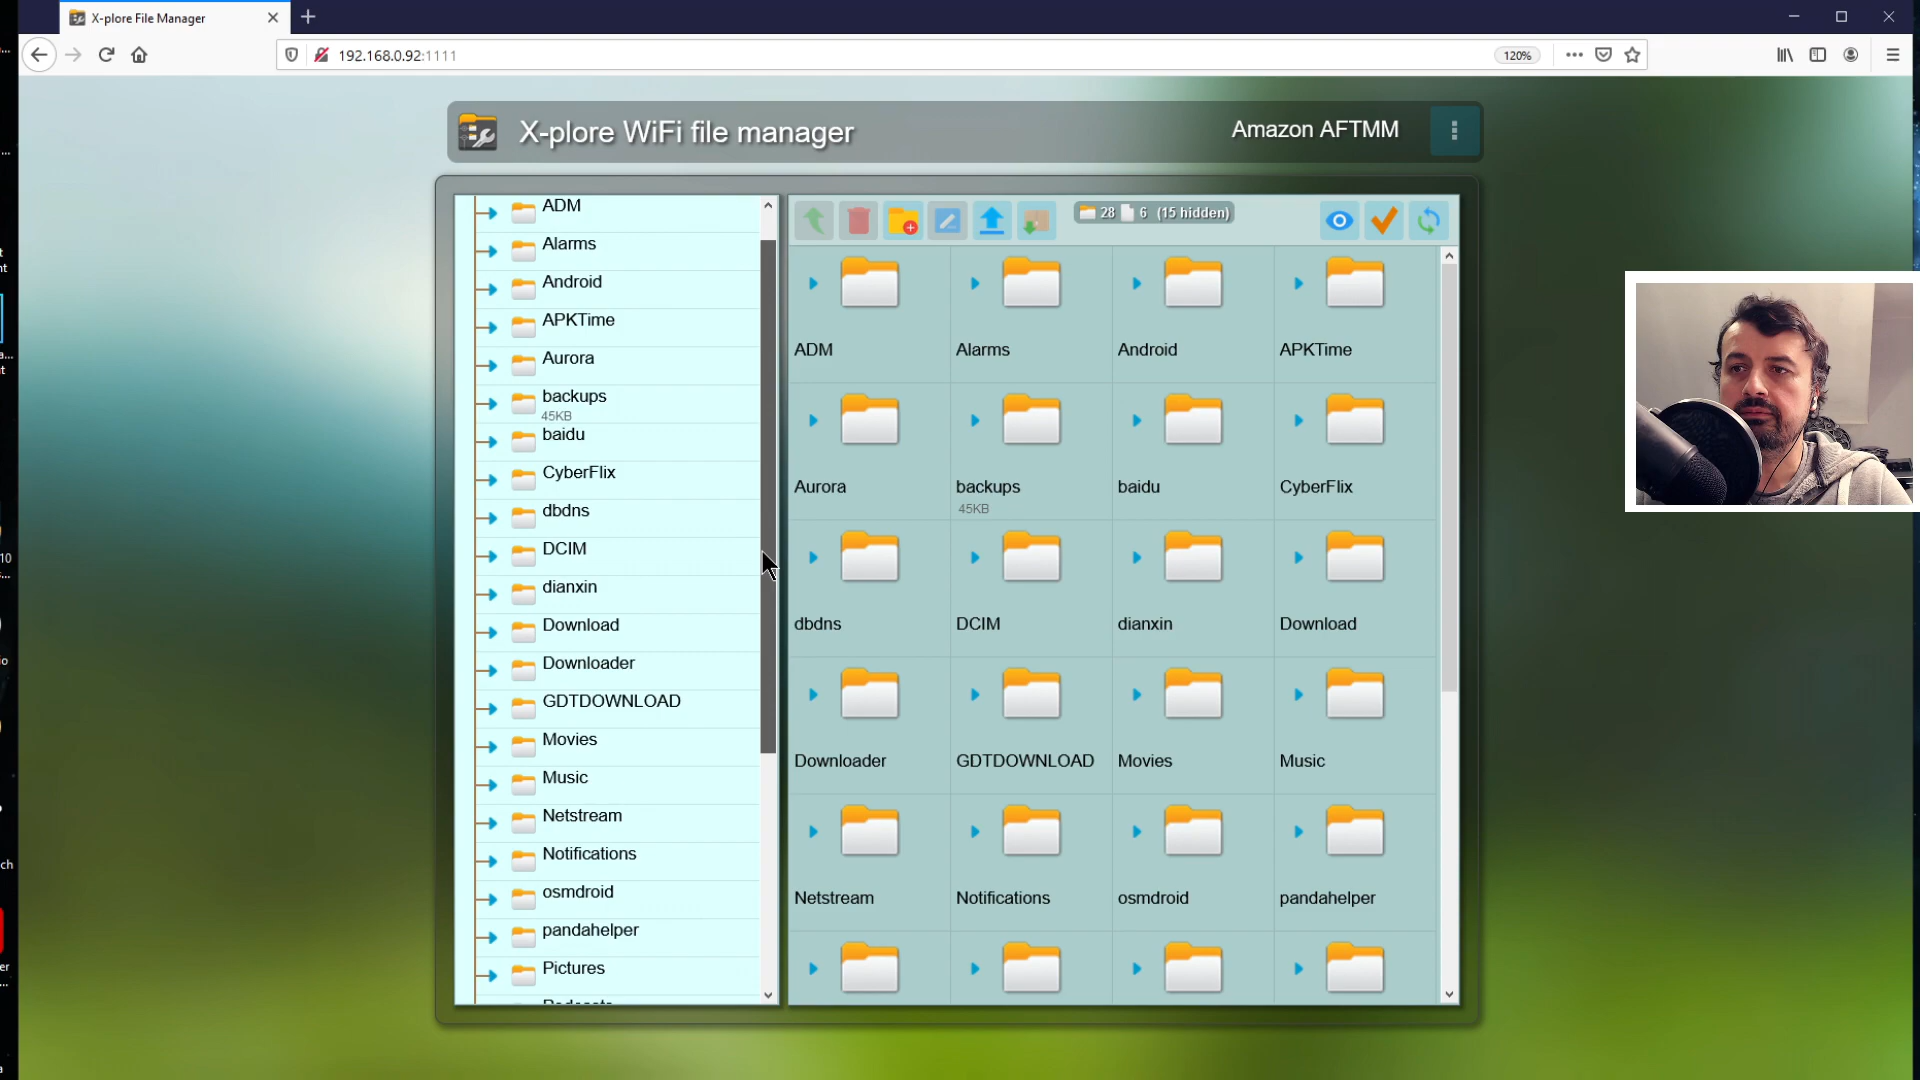 X-plore File Manager
192.168.0.92:1111
120%
X-plore WiFi file manager
Amazon AFTMM
28 6 (15 hidden)
ADM
Alarms
Android
APKTime
Aurora
backups
45KB
baidu
CyberFlix
dbdns
DCIM
dianxin
Download
Downloader
GDTDOWNLOAD
Movies
Music
Netstream
Notifications
osmdroid
pandahelper
Pictures
ADM Alarms Android APKTime
Aurora backups baidu CyberFlix
45KB
dbdns DCIM dianxin Download
Downloader GDTDOWNLOAD Movies Music
Netstream Notifications osmdroid pandahelper